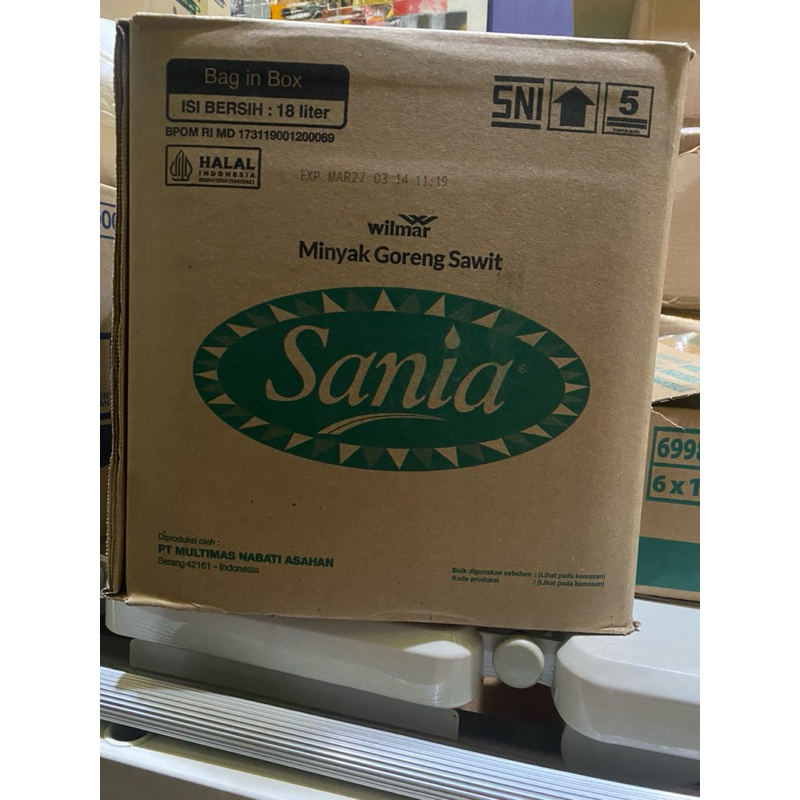 Bag in Box
ISI BERSIH : 18 liter
BPOM RI MD 173119001200069
HALAL
INDONESIA
SNI
5
EXP MAR27 03 14 11:19
wilmar
Minyak Goreng Sawit
Sania
Diproduksi oleh :
PT MULTIMAS NABATI ASAHAN
Serang 42161 - Indonesia
Baik digunakan sebelum : (Lihat pada kemasan)
Kode produksi : (Lihat pada kemasan)
6 x 1